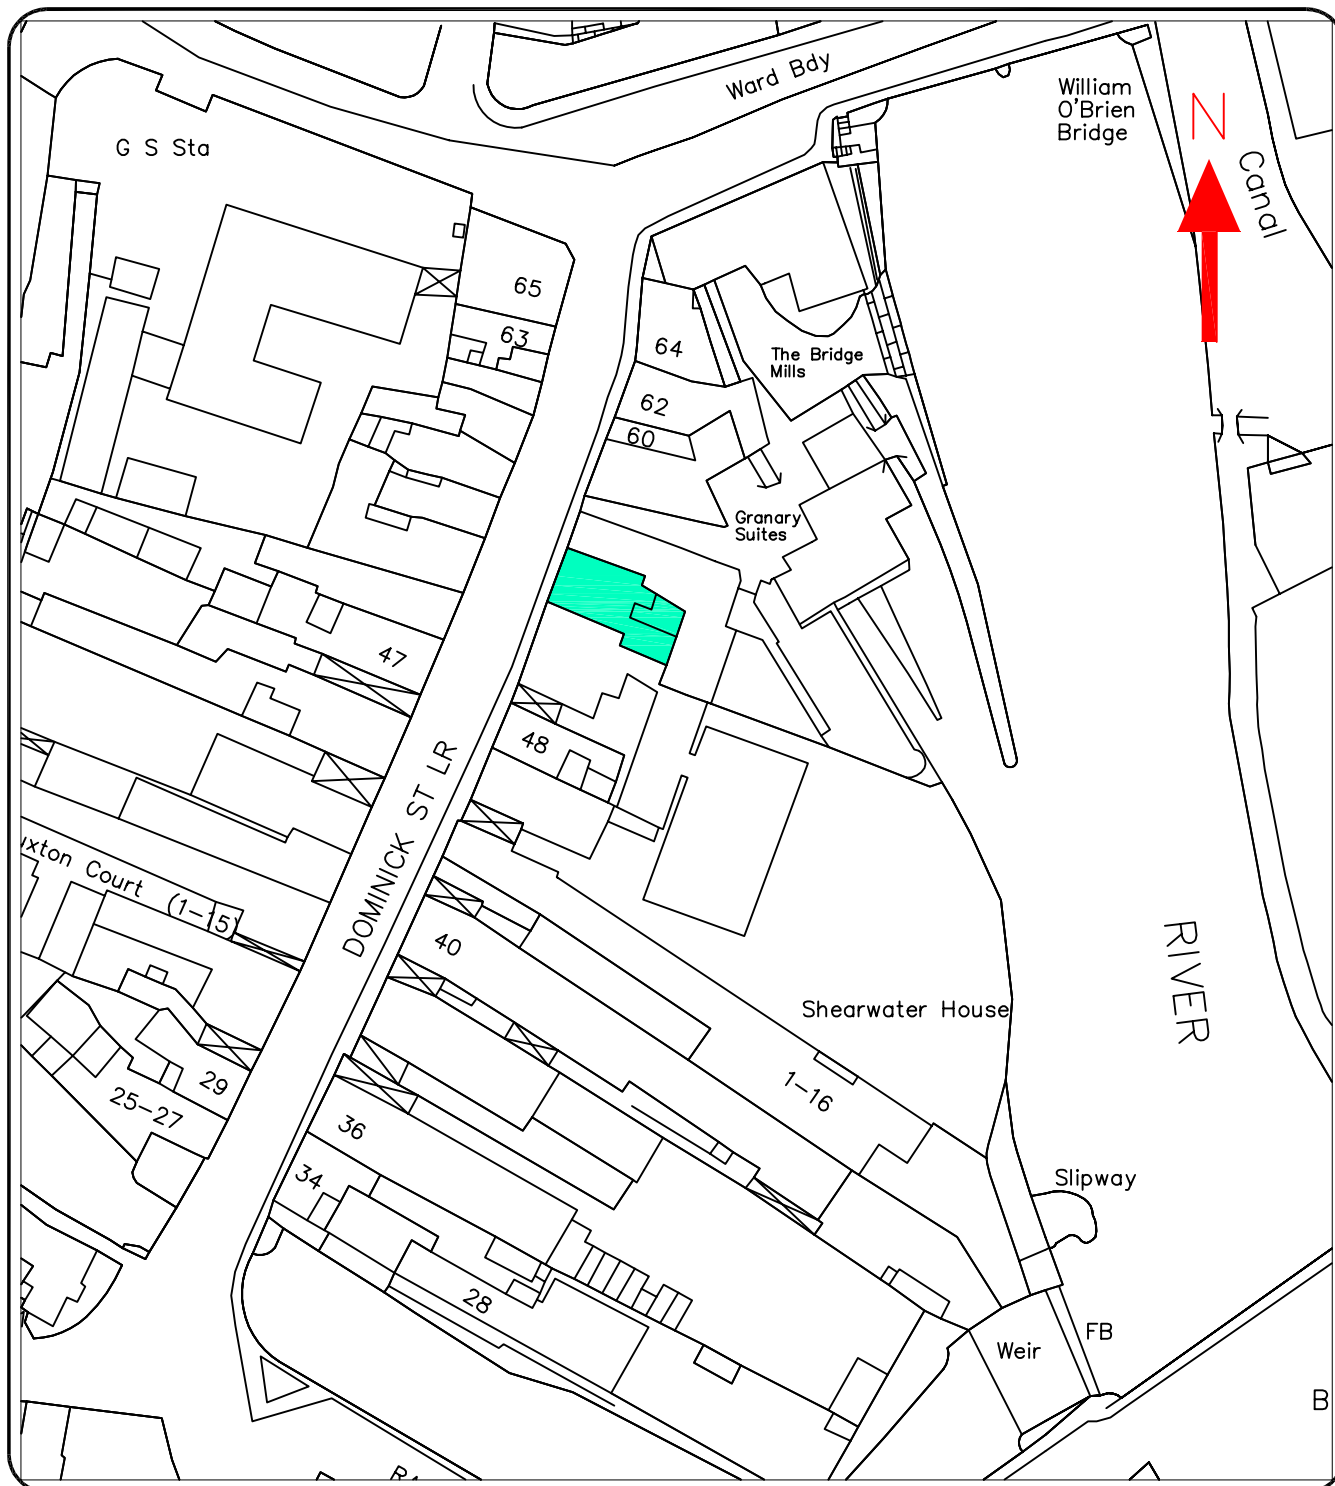 Ward Bdy
William
O'Brien
Bridge
N
Canal
G S Sta
65
63
64
The Bridge
Mills
62
60
Granary
Suites
47
48
DOMINICK ST LR
uxton Court (1-15)
40
RIVER
Shearwater House
1-16
29
25-27
36
34
Slipway
28
FB
Weir
B